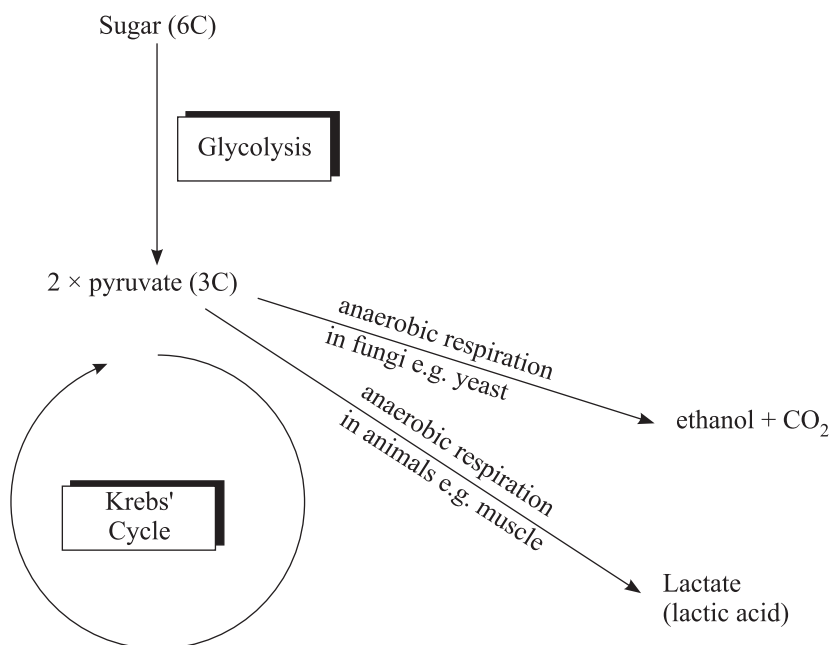 Sugar (6C)
Glycolysis
2 × pyruvate (3C)
anaerobic respiration
in fungi e.g. yeast
ethanol + CO₂
anaerobic respiration
in animals e.g. muscle
Krebs'
Cycle
Lactate
(lactic acid)